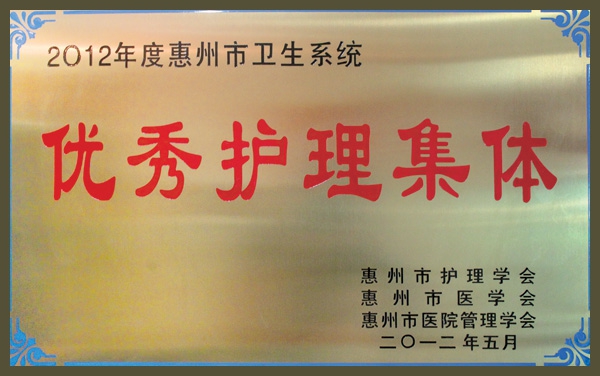 2012年度惠州市卫生系统
优秀护理集体
惠州市护理学会
惠州市医学会
惠州市医院管理学会
二〇一二年五月